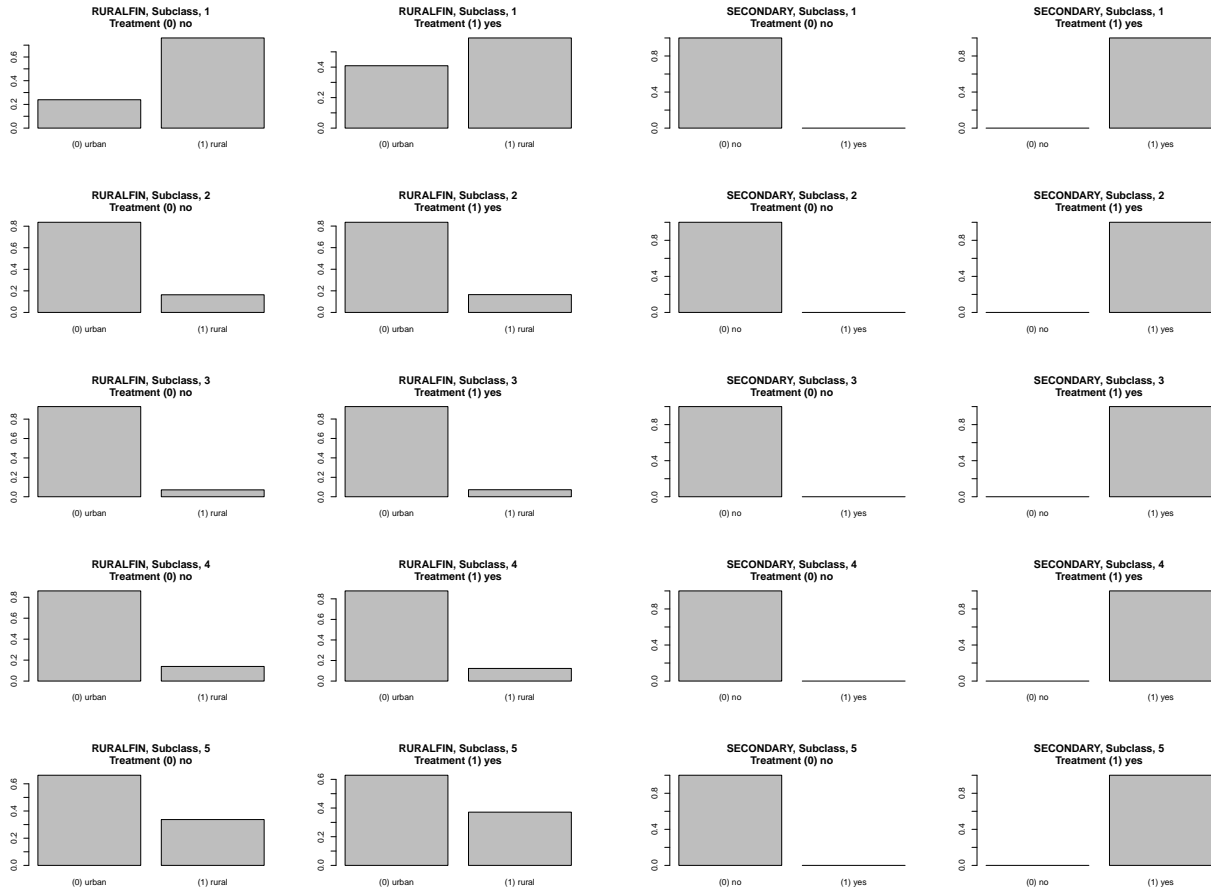 RURALFIN, Subclass, 1
Treatment (0) no
0.0 0.2 0.4 0.6
(0) urban (1) rural
RURALFIN, Subclass, 1
Treatment (1) yes
0.0 0.2 0.4
(0) urban (1) rural
SECONDARY, Subclass, 1
Treatment (0) no
0.0 0.4 0.8
(0) no (1) yes
SECONDARY, Subclass, 1
Treatment (1) yes
0.0 0.4 0.8
(0) no (1) yes
RURALFIN, Subclass, 2
Treatment (0) no
0.0 0.2 0.4 0.6 0.8
(0) urban (1) rural
RURALFIN, Subclass, 2
Treatment (1) yes
0.0 0.2 0.4 0.6 0.8
(0) urban (1) rural
SECONDARY, Subclass, 2
Treatment (0) no
0.0 0.4 0.8
(0) no (1) yes
SECONDARY, Subclass, 2
Treatment (1) yes
0.0 0.4 0.8
(0) no (1) yes
RURALFIN, Subclass, 3
Treatment (0) no
0.0 0.2 0.4 0.6 0.8
(0) urban (1) rural
RURALFIN, Subclass, 3
Treatment (1) yes
0.0 0.2 0.4 0.6 0.8
(0) urban (1) rural
SECONDARY, Subclass, 3
Treatment (0) no
0.0 0.4 0.8
(0) no (1) yes
SECONDARY, Subclass, 3
Treatment (1) yes
0.0 0.4 0.8
(0) no (1) yes
RURALFIN, Subclass, 4
Treatment (0) no
0.0 0.2 0.4 0.6 0.8
(0) urban (1) rural
RURALFIN, Subclass, 4
Treatment (1) yes
0.0 0.2 0.4 0.6 0.8
(0) urban (1) rural
SECONDARY, Subclass, 4
Treatment (0) no
0.0 0.4 0.8
(0) no (1) yes
SECONDARY, Subclass, 4
Treatment (1) yes
0.0 0.4 0.8
(0) no (1) yes
RURALFIN, Subclass, 5
Treatment (0) no
0.0 0.2 0.4 0.6
(0) urban (1) rural
RURALFIN, Subclass, 5
Treatment (1) yes
0.0 0.2 0.4 0.6
(0) urban (1) rural
SECONDARY, Subclass, 5
Treatment (0) no
0.0 0.4 0.8
(0) no (1) yes
SECONDARY, Subclass, 5
Treatment (1) yes
0.0 0.4 0.8
(0) no (1) yes